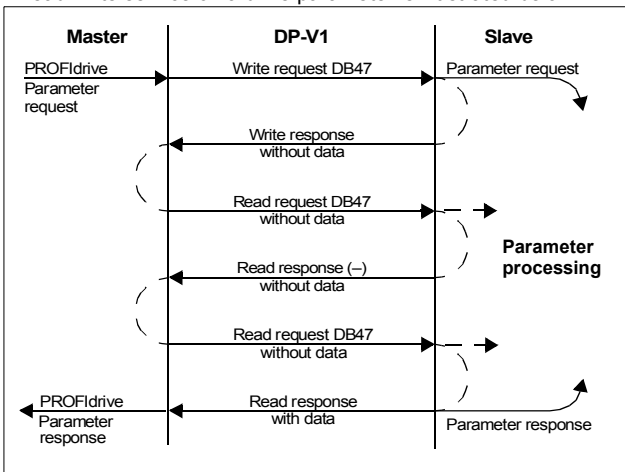 Master DP-V1 Slave
PROFIdrive Write request DB47 Parameter request
Parameter
request
Write response
without data
Read request DB47
without data
Parameter
processing
Read response (–)
without data
Read request DB47
without data
PROFIdrive Read response
Parameter with data Parameter response
response